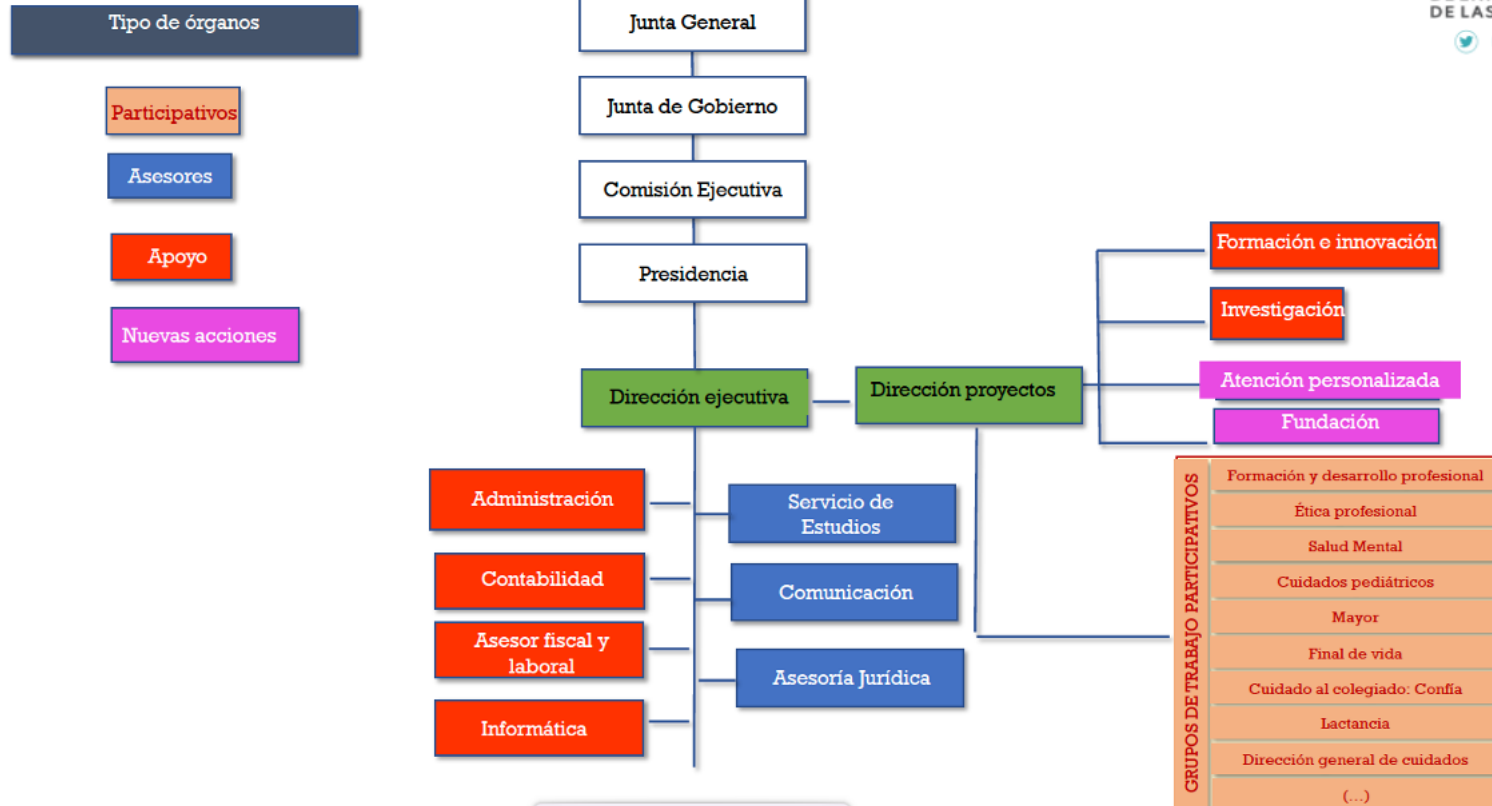 Tipo de órganos
Participativos
Asesores
Apoyo
Nuevas acciones
Junta General
Junta de Gobierno
Comisión Ejecutiva
Presidencia
Dirección ejecutiva
Dirección proyectos
Administración
Contabilidad
Asesor fiscal y
laboral
Informática
Servicio de
Estudios
Comunicación
Asesoría Jurídica
DE LAS
Formación e innovación
Investigación
Atención personalizada
Fundación
GRUPOS DE TRABAJO PARTICIPATIVOS
Formación y desarrollo profesional
Ética profesional
Salud Mental
Cuidados pediátricos
Mayor
Final de vida
Cuidado al colegiado: Confía
Lactancia
Dirección general de cuidados
(...)